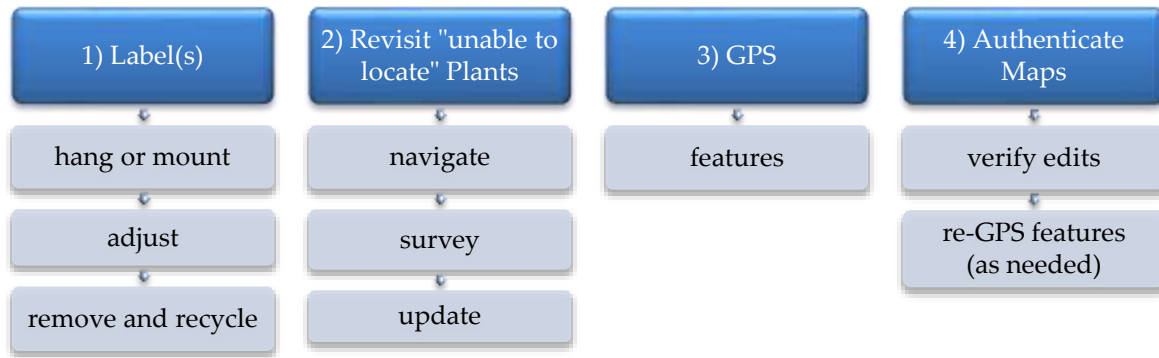 1) Label(s)
hang or mount
adjust
remove and recycle
2) Revisit "unable to
locate" Plants
navigate
survey
update
3) GPS
features
4) Authenticate
Maps
verify edits
re-GPS features
(as needed)